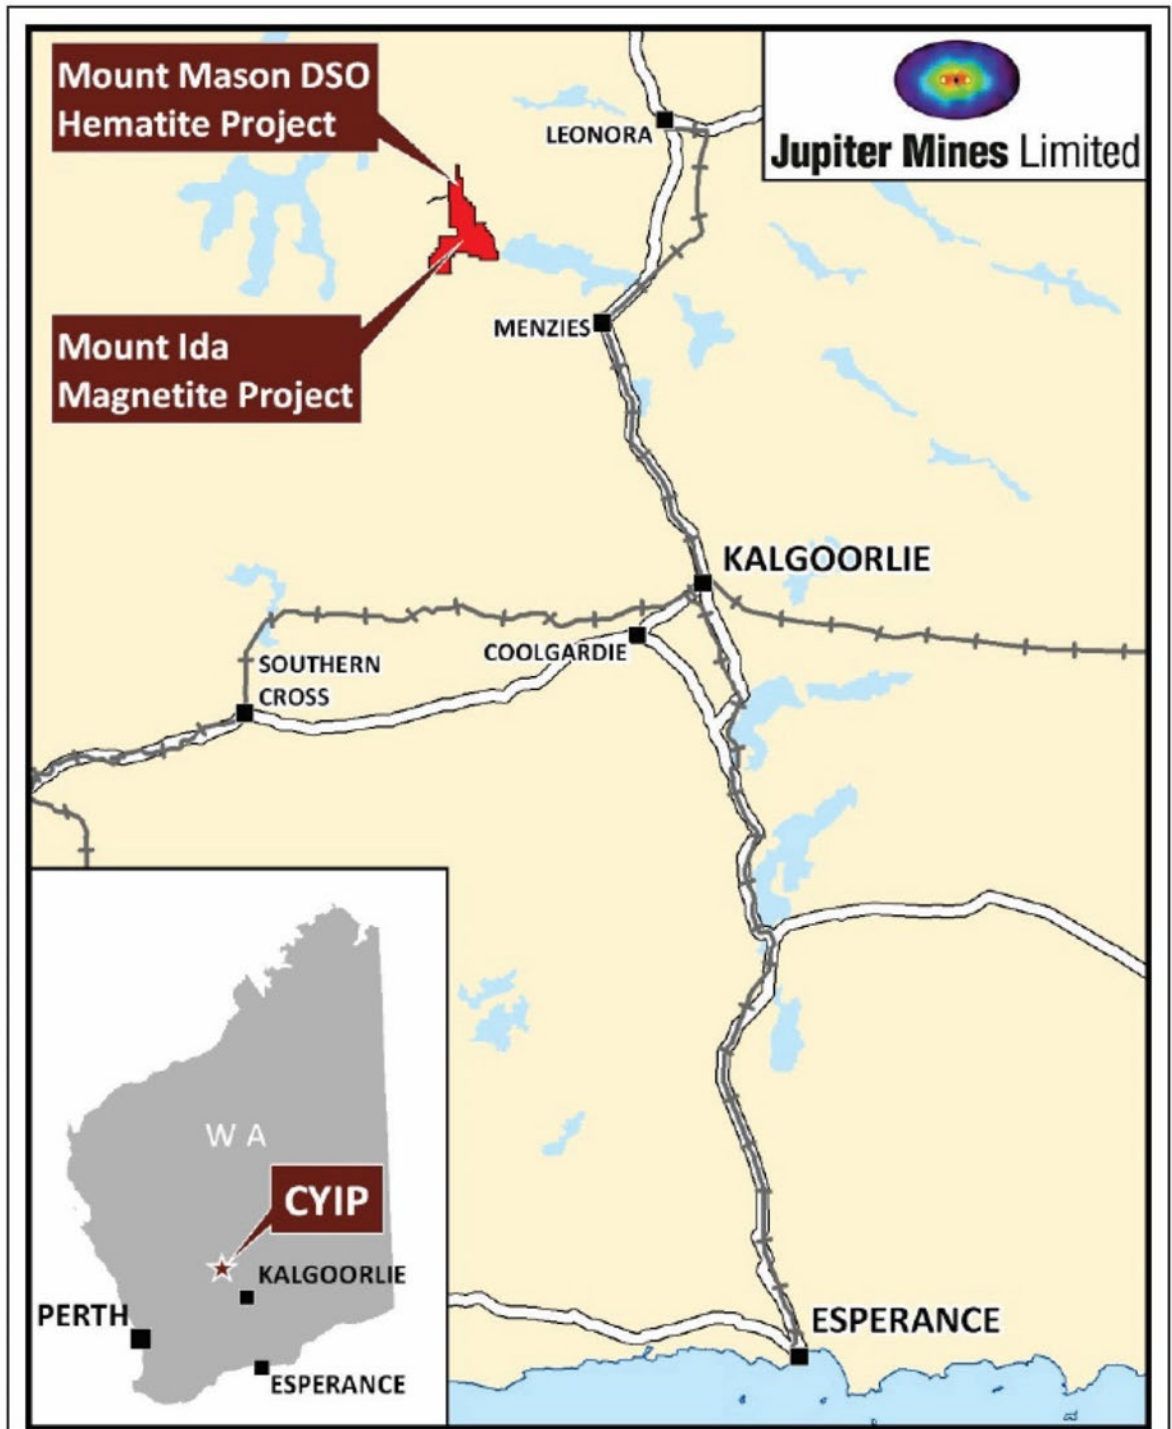 Mount Mason DSO
Hematite Project
LEONORA
Jupiter Mines Limited
Mount Ida
Magnetite Project
MENZIES
KALGOORLIE
COOLGARDIE
SOUTHERN
CROSS
W A
CYIP
KALGOORLIE
PERTH
ESPERANCE
ESPERANCE